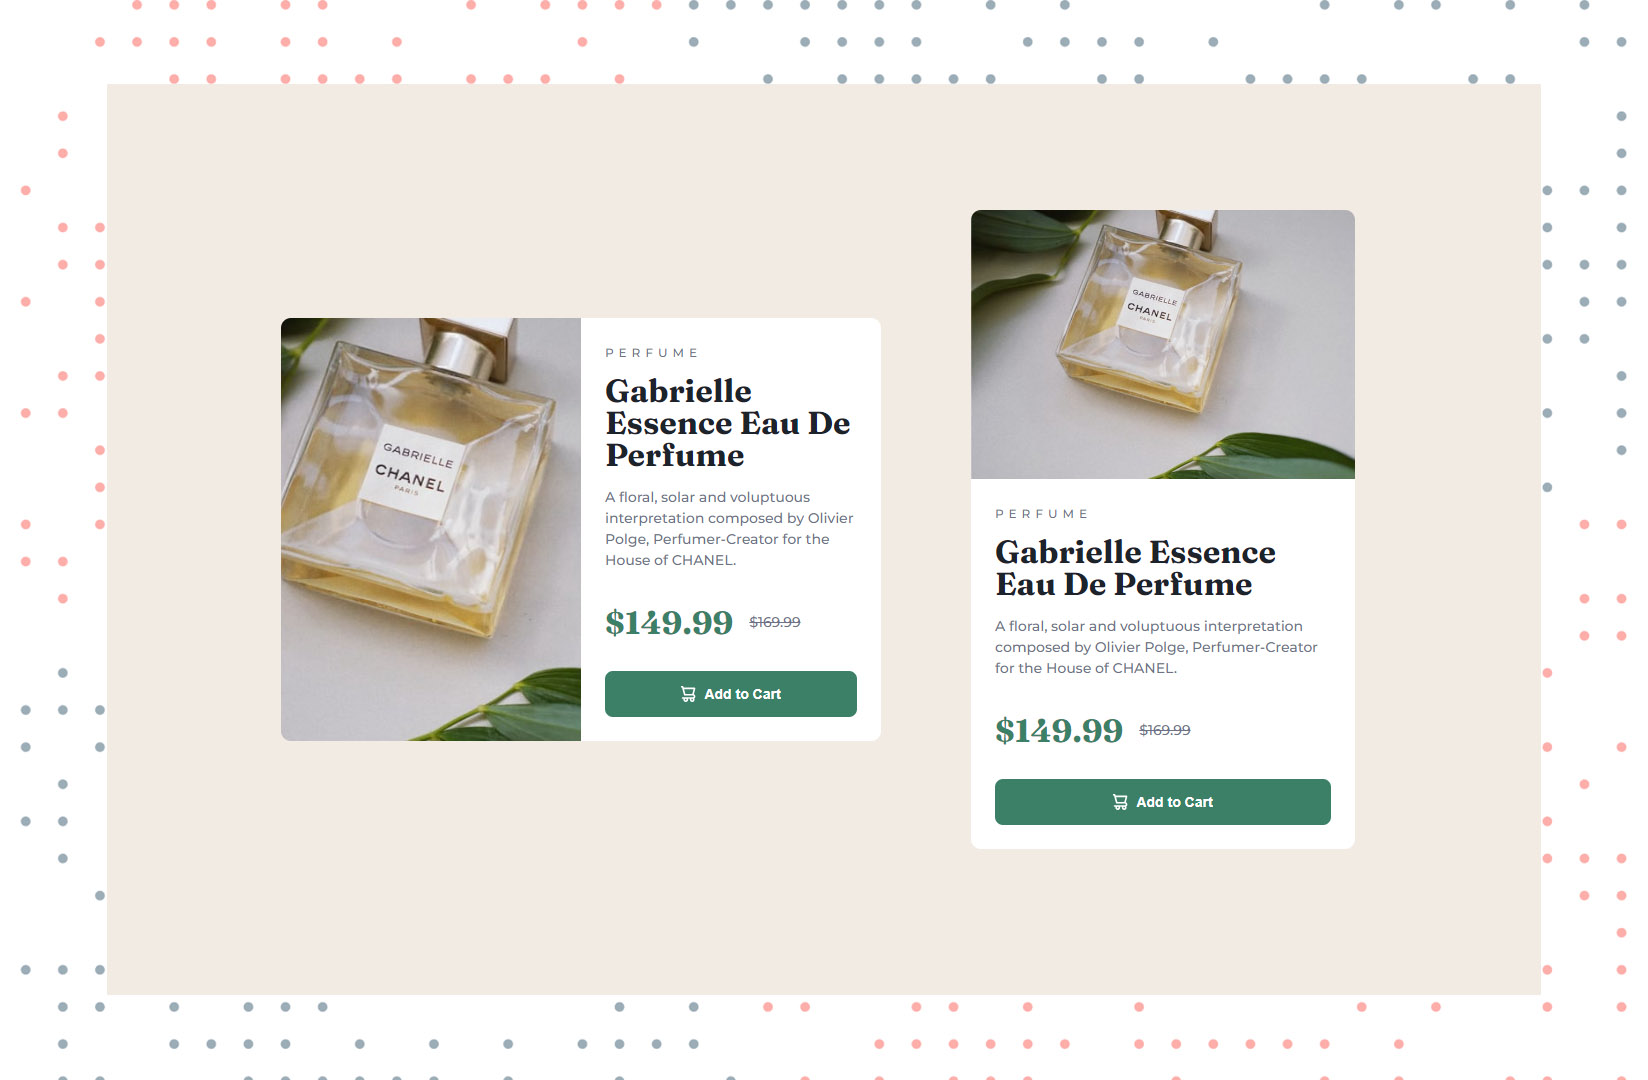 GABRIELLE
CHANEL
PARIS
PERFUME
Gabrielle
Essence Eau De
Perfume
A floral, solar and voluptuous
interpretation composed by Olivier
Polge, Perfumer-Creator for the
House of CHANEL.
$149.99 $169.99
Add to Cart
GABRIELLE
CHANEL
PARIS
PERFUME
Gabrielle Essence
Eau De Perfume
A floral, solar and voluptuous interpretation
composed by Olivier Polge, Perfumer-Creator
for the House of CHANEL.
$149.99 $169.99
Add to Cart